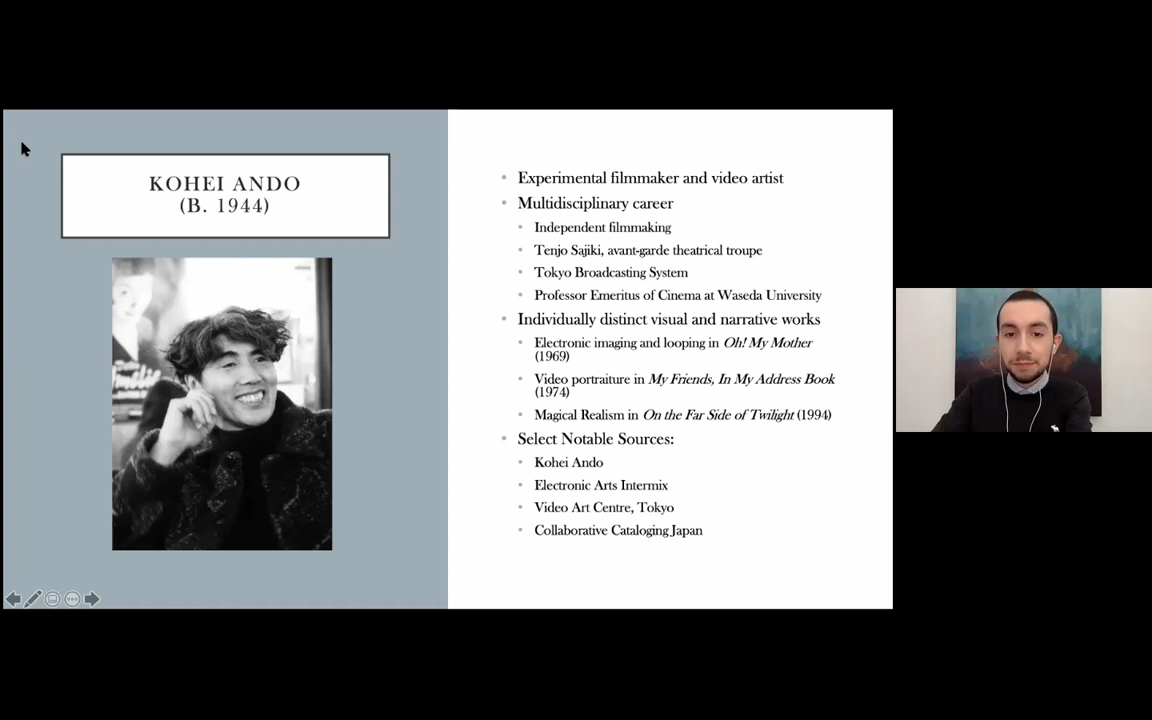 KOHEI ANDO
(B. 1944)
Experimental filmmaker and video artist
Multidisciplinary career
Independent filmmaking
Tenjo Sajiki, avant-garde theatrical troupe
Tokyo Broadcasting System
Professor Emeritus of Cinema at Waseda University
Individually distinct visual and narrative works
Electronic imaging and looping in Oh! My Mother
(1969)
Video portraiture in My Friends, In My Address Book
(1974)
Magical Realism in On the Far Side of Twilight (1994)
Select Notable Sources:
Kohei Ando
Electronic Arts Intermix
Video Art Centre, Tokyo
Collaborative Cataloging Japan